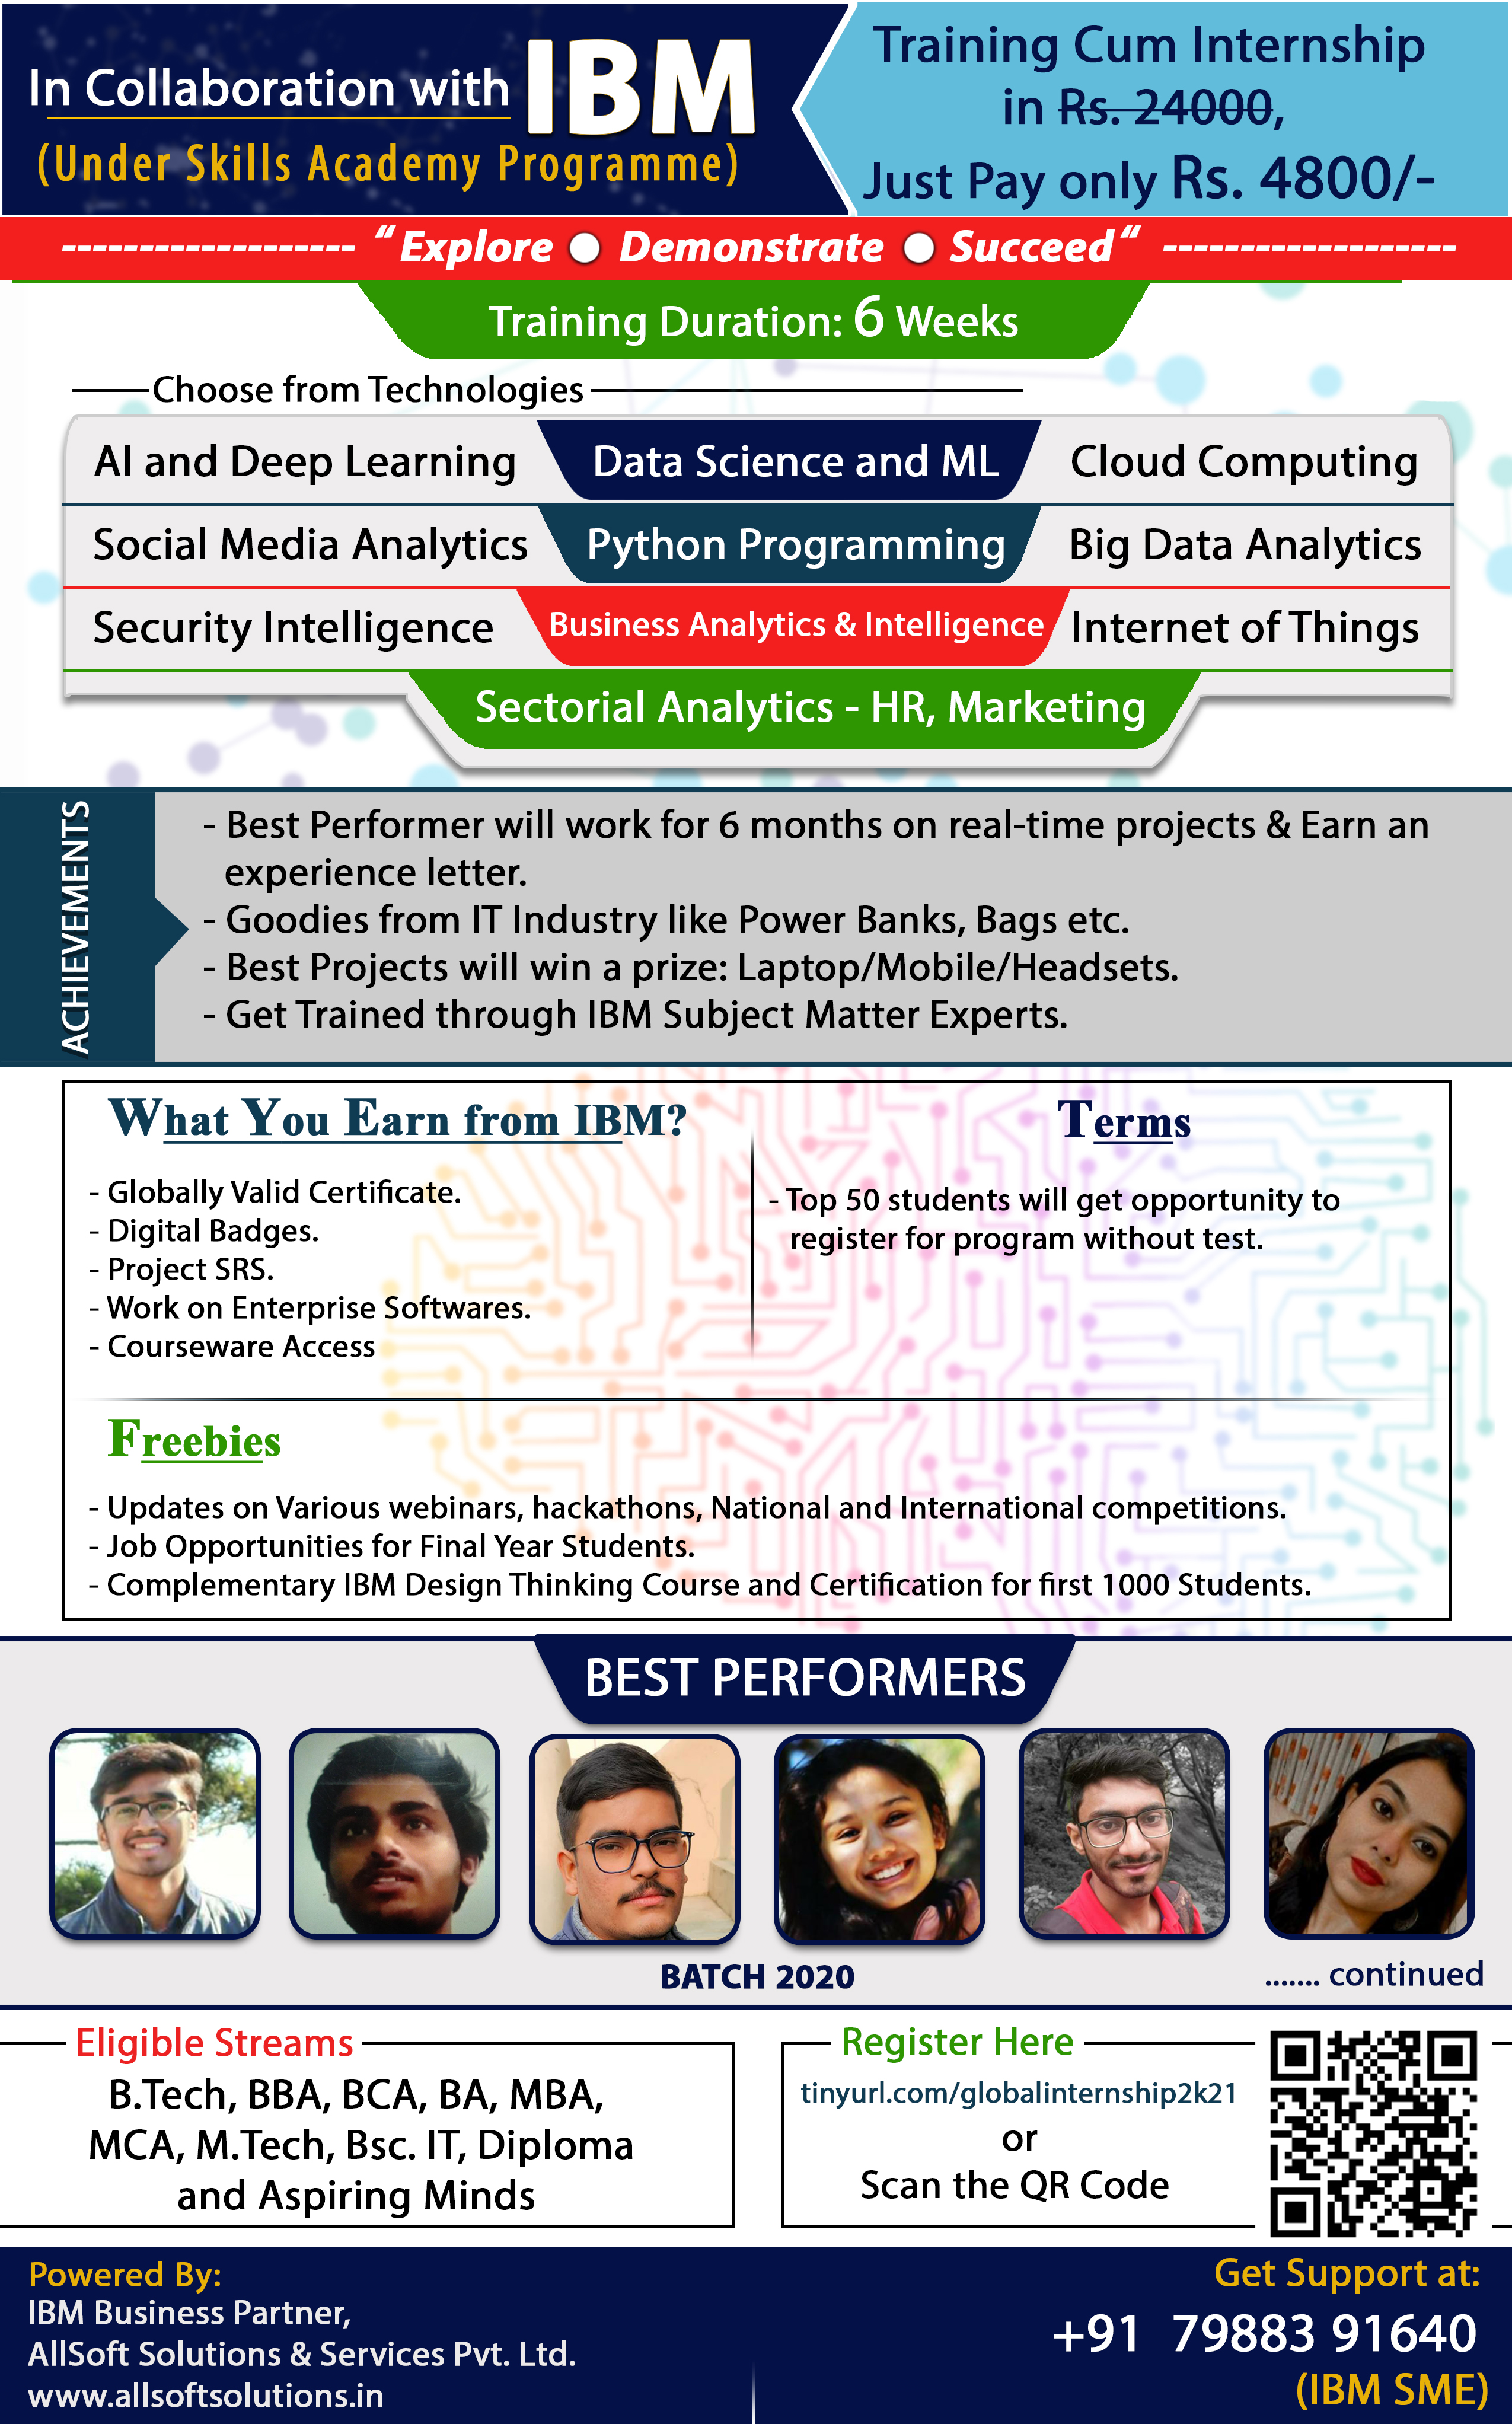 In Collaboration with IBM
(Under Skills Academy Programme)
Training Cum Internship
in Rs. 24000,
Just Pay only Rs. 4800/-
------------------- “ Explore ● Demonstrate ● Succeed “ -------------------
Training Duration: 6 Weeks
Choose from Technologies
AI and Deep Learning Data Science and ML Cloud Computing
Social Media Analytics Python Programming Big Data Analytics
Security Intelligence Business Analytics & Intelligence Internet of Things
Sectorial Analytics - HR, Marketing
ACHIEVEMENTS
- Best Performer will work for 6 months on real-time projects & Earn an
experience letter.
- Goodies from IT Industry like Power Banks, Bags etc.
- Best Projects will win a prize: Laptop/Mobile/Headsets.
- Get Trained through IBM Subject Matter Experts.
What You Earn from IBM?
- Globally Valid Certificate.
- Digital Badges.
- Project SRS.
- Work on Enterprise Softwares.
- Courseware Access
Terms
- Top 50 students will get opportunity to
register for program without test.
Freebies
- Updates on Various webinars, hackathons, National and International competitions.
- Job Opportunities for Final Year Students.
- Complementary IBM Design Thinking Course and Certification for first 1000 Students.
BEST PERFORMERS
BATCH 2020
....... continued
Eligible Streams
B.Tech, BBA, BCA, BA, MBA,
MCA, M.Tech, Bsc. IT, Diploma
and Aspiring Minds
Register Here
tinyurl.com/globalinternship2k21
or
Scan the QR Code
Powered By:
IBM Business Partner,
AllSoft Solutions & Services Pvt. Ltd.
www.allsoftsolutions.in
Get Support at:
+91 79883 91640
(IBM SME)